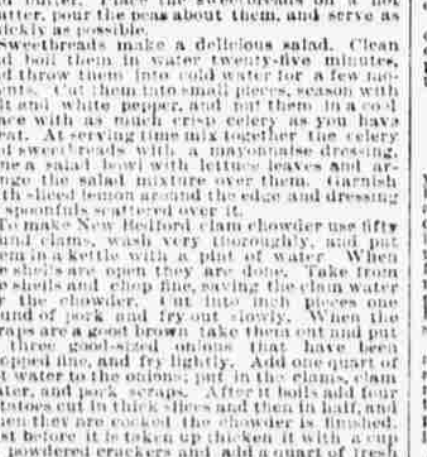 platter, pour the peas about them, and serve as
quickly as possible.
Sweetbreads make a delicious salad. Clean
and boil them in water twenty-five minutes,
and throw them into cold water for a few mo-
ments. Cut them into small pieces, season with
salt and white pepper, and put them in a cool
place with as much crisp celery as you have
meat. At serving time mix together the celery
and sweetbreads with a mayonnaise dressing,
line a salad bowl with lettuce leaves and ar-
range the salad mixture over them. Garnish
with sliced lemon around the edge and dressing
spoonfuls scattered over it.
To make New Bedford clam chowder use fifty
round clams, wash very thoroughly, and put
them in a kettle with a pint of water. When
the shells are open they are done. Take from
the shells and chop fine, saving the clam water
for the chowder. Cut into inch pieces one
pound of pork and fry out slowly. When the
scraps are a good brown take them out and put
three good-sized onions that have been
chopped fine, and fry lightly. Add one quart of
hot water to the onions; put in the clams, clam
water, and pork scraps. After it boils add four
potatoes cut in thick slices and then in half, and
when they are cooked the chowder is finished.
Just before it is taken up thicken it with a cup
powdered crackers and add a quart of fresh